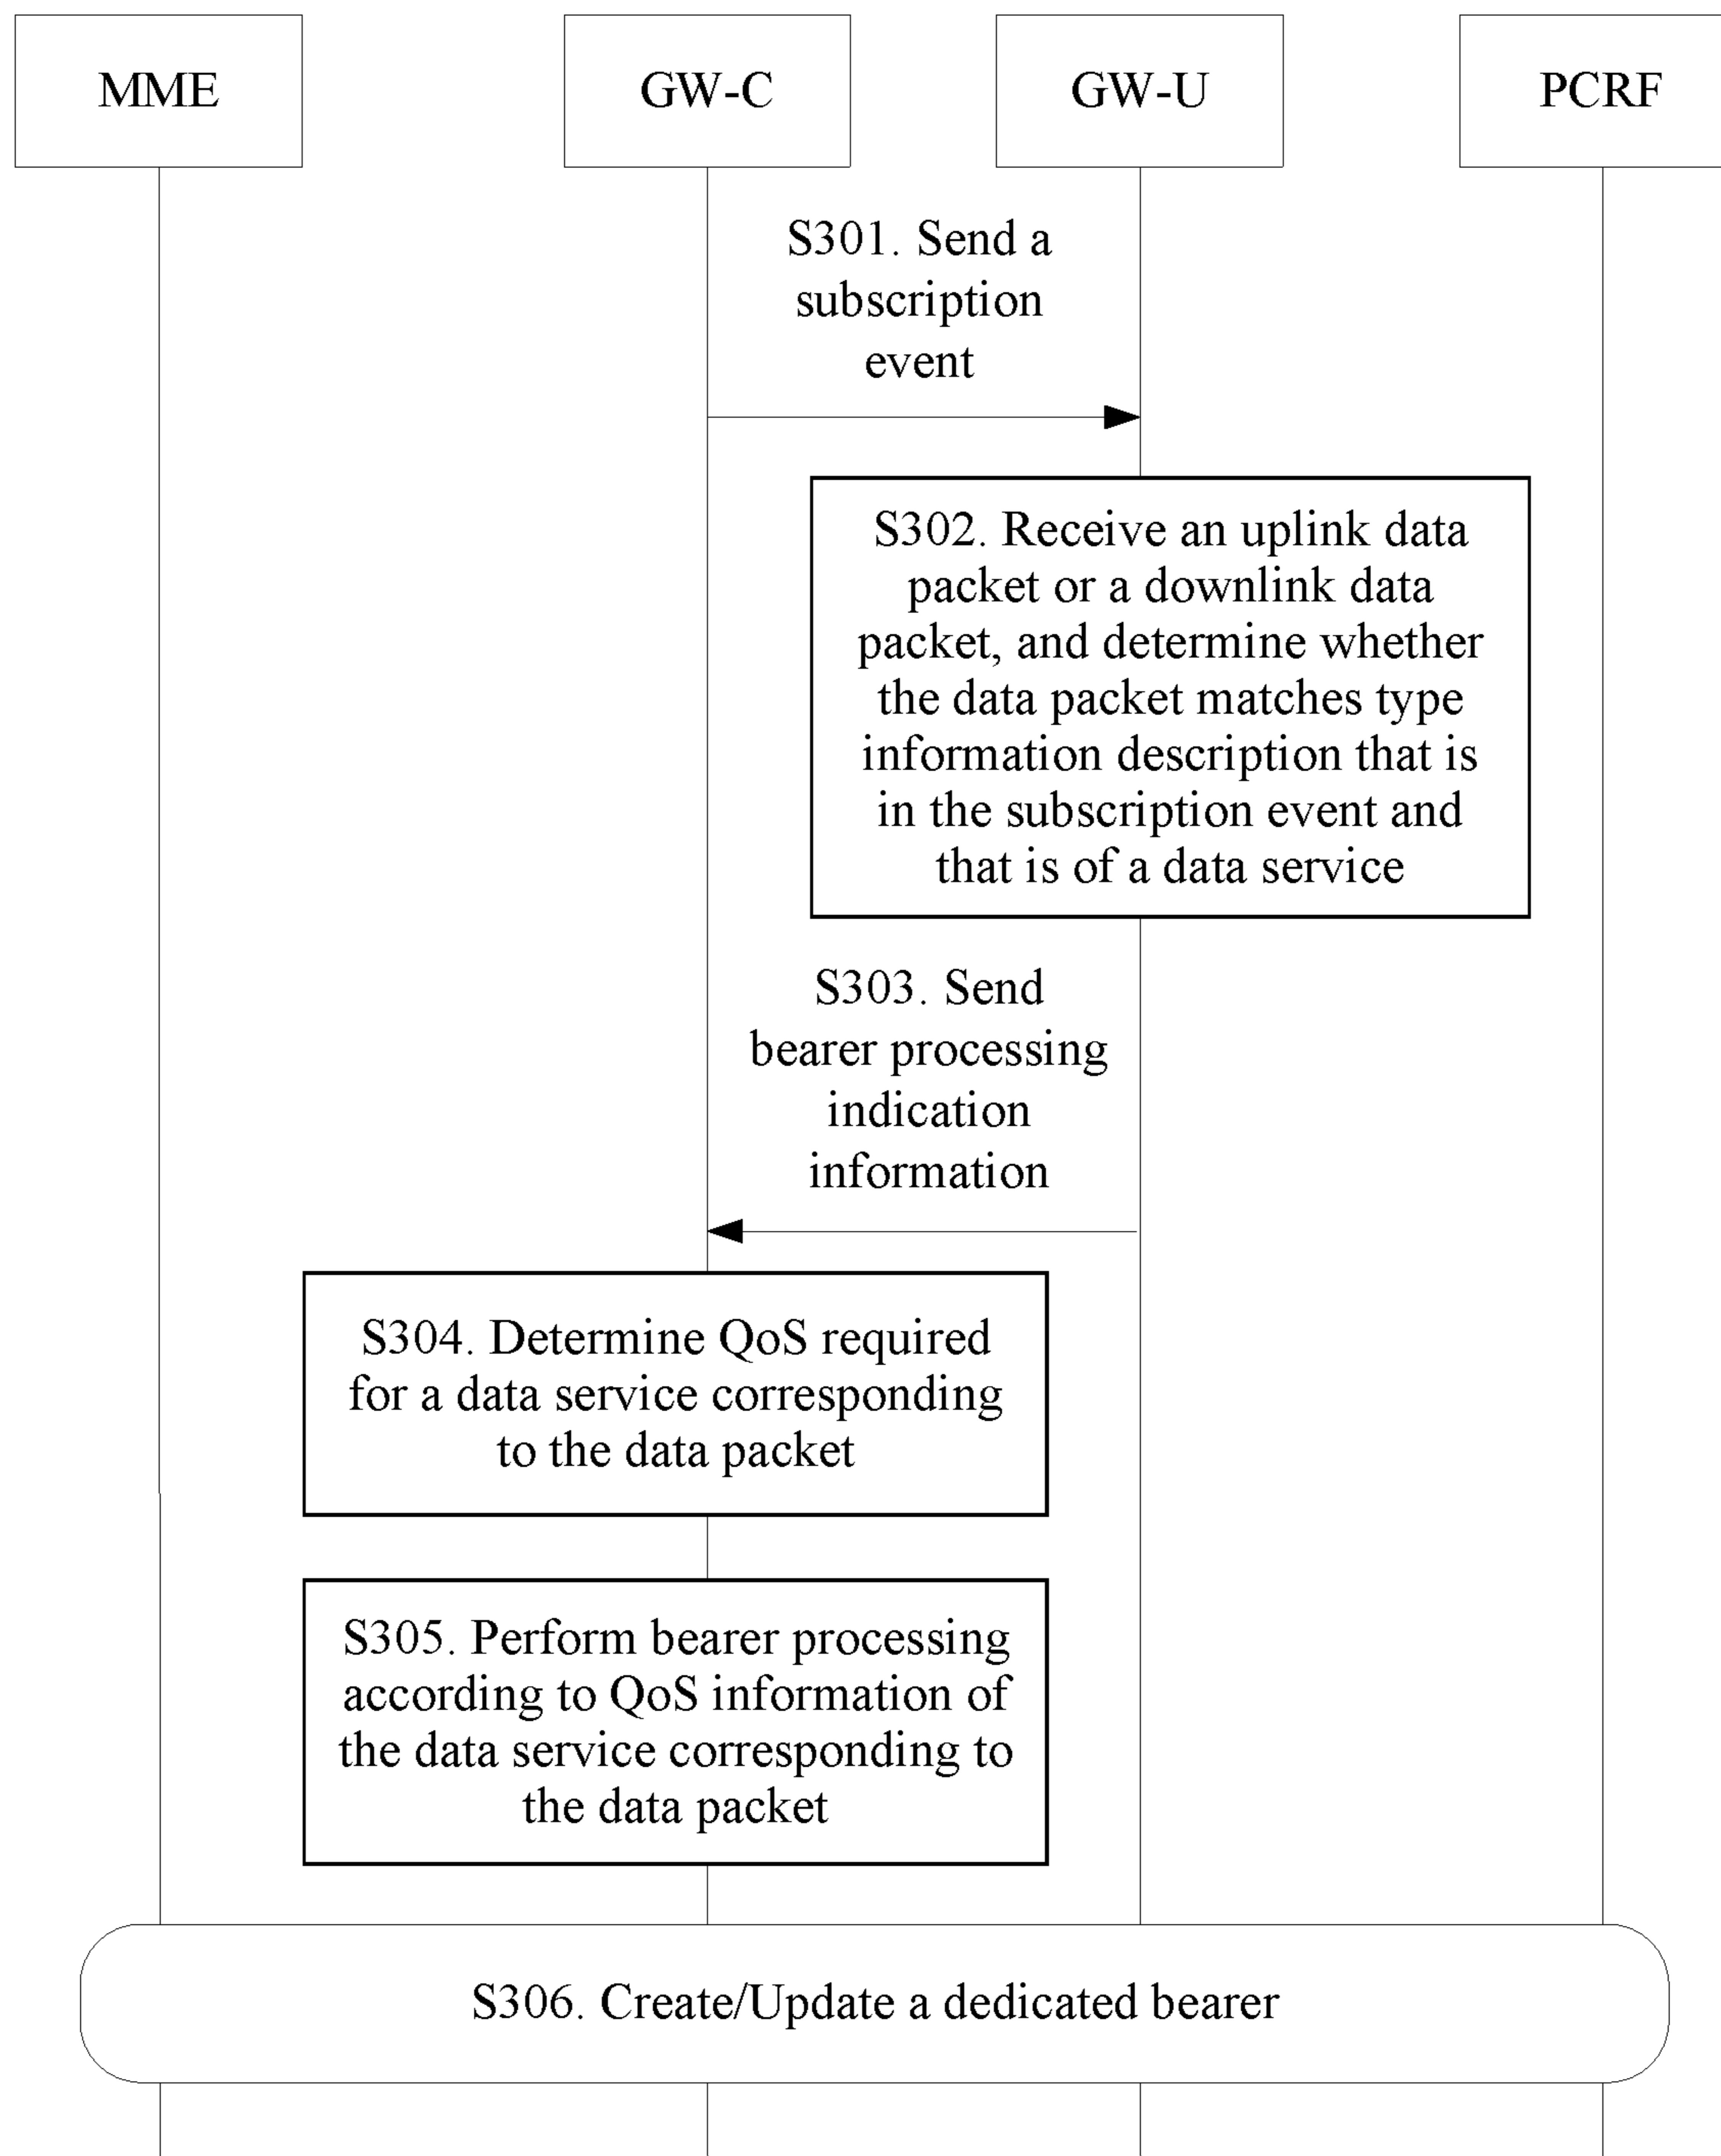 MME
GW-C
GW-U
PCRF
S301. Send a
subscription
event
S302. Receive an uplink data
packet or a downlink data
packet, and determine whether
the data packet matches type
information description that is
in the subscription event and
that is of a data service
S303. Send
bearer processing
indication
information
S304. Determine QoS required
for a data service corresponding
to the data packet
S305. Perform bearer processing
according to QoS information of
the data service corresponding to
the data packet
S306. Create/Update a dedicated bearer